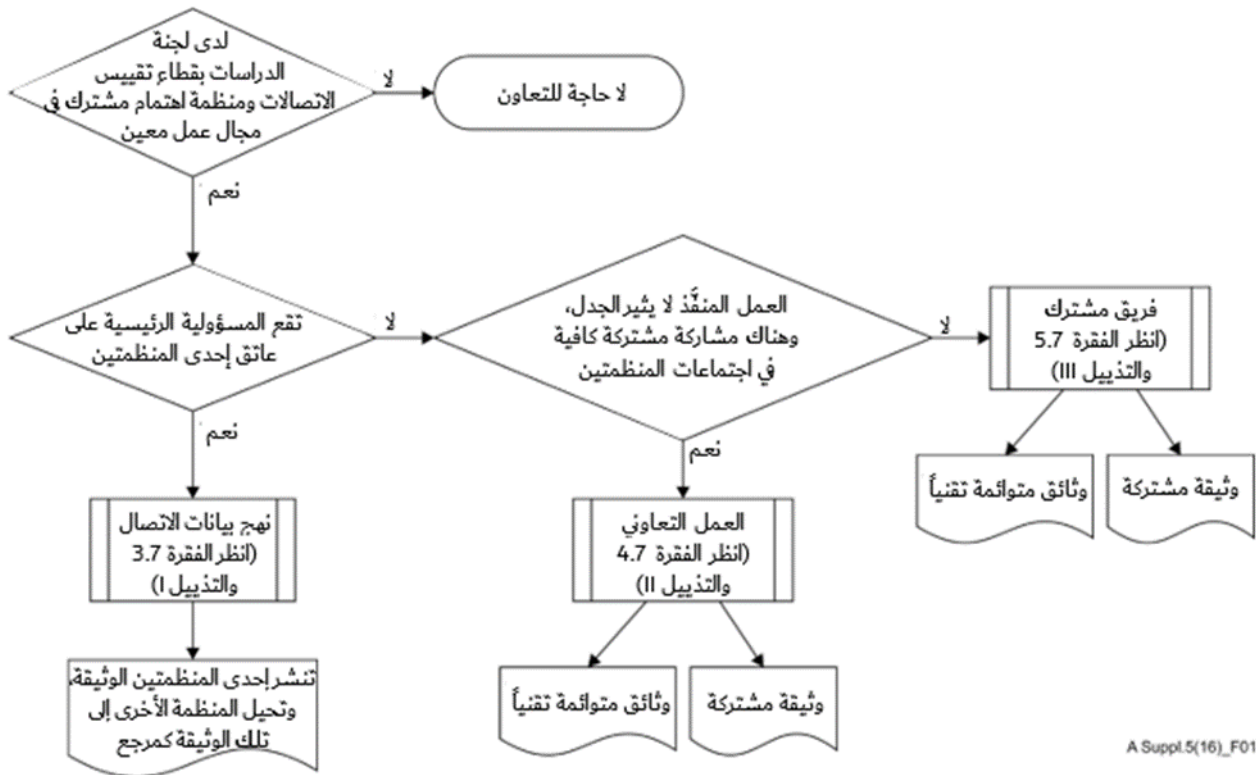 لدى لجنة
الدراسات بقطاع تقييس
الاتصالات ومنظمة اهتمام مشترك في
مجال عمل معين
لا
لا حاجة للتعاون
نعم
تقع المسؤولية الرئيسية على
عاتق إحدى المنظمتين
لا
العمل المنفَّذ لا يثير الجدل،
وهناك مشاركة مشتركة كافية
في اجتماعات المنظمتين
لا
فريق مشترك
(انظر الفقرة 5.7
والتذييل III)
نعم
نعم
وثيقة مشتركة
وثائق متوائمة تقنياً
نهج بيانات الاتصال
(انظر الفقرة 3.7
والتذييل I)
العمل التعاوني
(انظر الفقرة 4.7
والتذييل II)
تنشر إحدى المنظمتين الوثيقة،
وتحيل المنظمة الأخرى إلى
تلك الوثيقة كمرجع
وثيقة مشتركة
وثائق متوائمة تقنياً
A Suppl.5(16)_F01